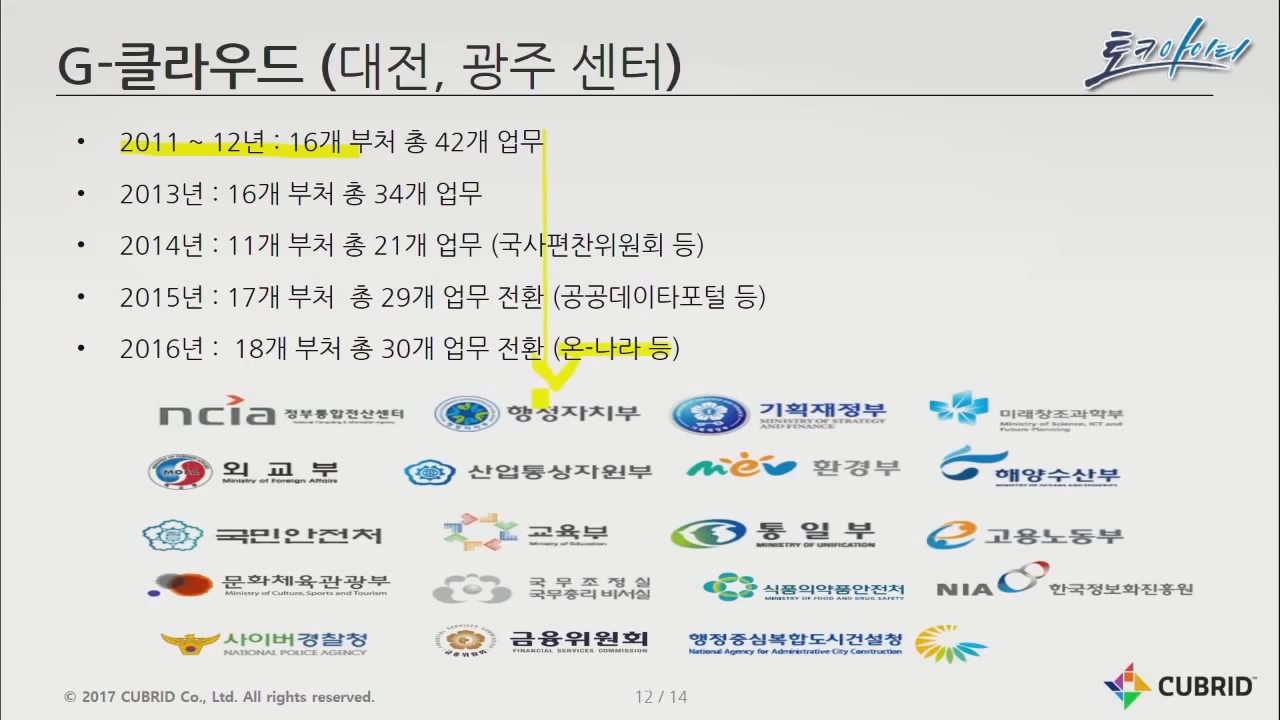 G-클라우드 (대전, 광주 센터)
토크아이티
• 2011 ~ 12년 : 16개 부처 총 42개 업무
• 2013년 : 16개 부처 총 34개 업무
• 2014년 : 11개 부처 총 21개 업무 (국사편찬위원회 등)
• 2015년 : 17개 부처 총 29개 업무 전환 (공공데이타포털 등)
• 2016년 : 18개 부처 총 30개 업무 전환 (온-나라 등)
ncia 정부통합전산센터
National Computing & Information Agency
행정자치부
기획재정부
MINISTRY OF STRATEGY
AND FINANCE
미래창조과학부
Ministry of Science, ICT and
Future Planning
MOFA 외교부
Ministry of Foreign Affairs
산업통상자원부
mev 환경부
해양수산부
MINISTRY OF OCEANS AND FISHERIES
국민안전처
교육부
Ministry of Education
통일부
MINISTRY OF UNIFICATION
고용노동부
문화체육관광부
Ministry of Culture, Sports and Tourism
국무조정실
국무총리비서실
식품의약품안전처
MINISTRY OF FOOD AND DRUG SAFETY
NIA 한국정보화진흥원
사이버경찰청
NATIONAL POLICE AGENCY
금융위원회
FINANCIAL SERVICES COMMISSION
행정중심복합도시건설청
National Agency for Administrative City Construction
© 2017 CUBRID Co., Ltd. All rights reserved.
12 / 14
CUBRID™